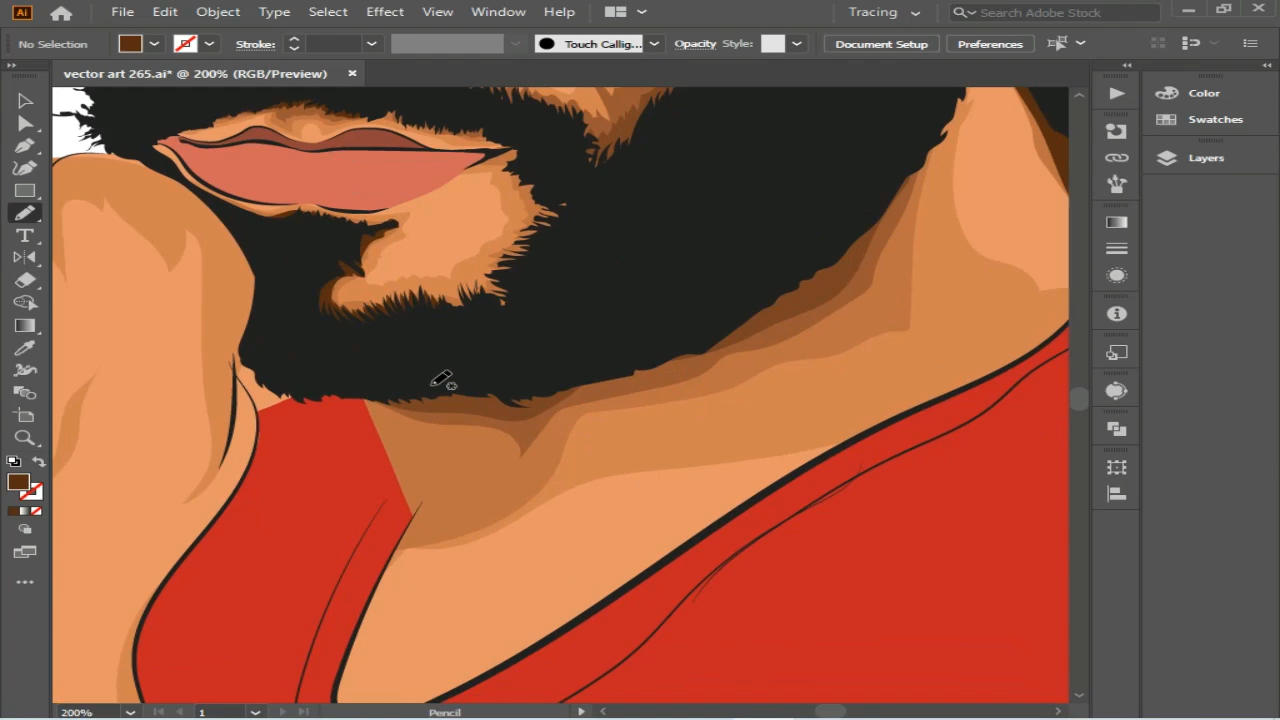 Ai File Edit Object Type Select Effect View Window Help Tracing Search Adobe Stock
No Selection Stroke: Touch Callig... Opacity Style: Document Setup Preferences
vector art 265.ai* @ 200% (RGB/Preview)
Color
Swatches
Layers
200% 1 Pencil